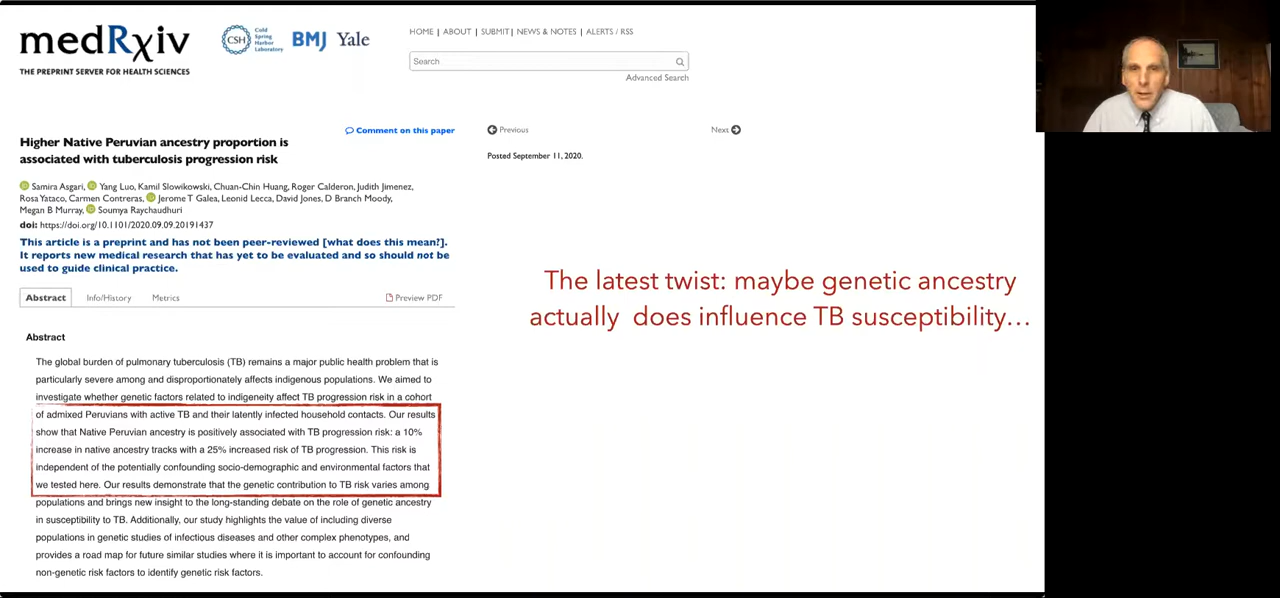 medRxiv
THE PREPRINT SERVER FOR HEALTH SCIENCES
CSH
Cold
Spring
Harbor
Laboratory
BMJ
Yale
HOME | ABOUT | SUBMIT | NEWS & NOTES | ALERTS / RSS
Search
Advanced Search
Comment on this paper
Previous
Next
Posted September 11, 2020.
Higher Native Peruvian ancestry proportion is
associated with tuberculosis progression risk
iD Samira Asgari, iD Yang Luo, Kamil Slowikowski, Chuan-Chin Huang, Roger Calderon, Judith Jimenez,
Rosa Yataco, Carmen Contreras, iD Jerome T Galea, Leonid Lecca, David Jones, D Branch Moody,
Megan B Murray, iD Soumya Raychaudhuri
doi: https://doi.org/10.1101/2020.09.09.20191437
This article is a preprint and has not been peer-reviewed [what does this mean?].
It reports new medical research that has yet to be evaluated and so should not be
used to guide clinical practice.
Abstract
Info/History
Metrics
Preview PDF
Abstract
The global burden of pulmonary tuberculosis (TB) remains a major public health problem that is
particularly severe among and disproportionately affects indigenous populations. We aimed to
investigate whether genetic factors related to indigeneity affect TB progression risk in a cohort
of admixed Peruvians with active TB and their latently infected household contacts. Our results
show that Native Peruvian ancestry is positively associated with TB progression risk: a 10%
increase in native ancestry tracks with a 25% increased risk of TB progression. This risk is
independent of the potentially confounding socio-demographic and environmental factors that
we tested here. Our results demonstrate that the genetic contribution to TB risk varies among
populations and brings new insight to the long-standing debate on the role of genetic ancestry
in susceptibility to TB. Additionally, our study highlights the value of including diverse
populations in genetic studies of infectious diseases and other complex phenotypes, and
provides a road map for future similar studies where it is important to account for confounding
non-genetic risk factors to identify genetic risk factors.
The latest twist: maybe genetic ancestry
actually does influence TB susceptibility…